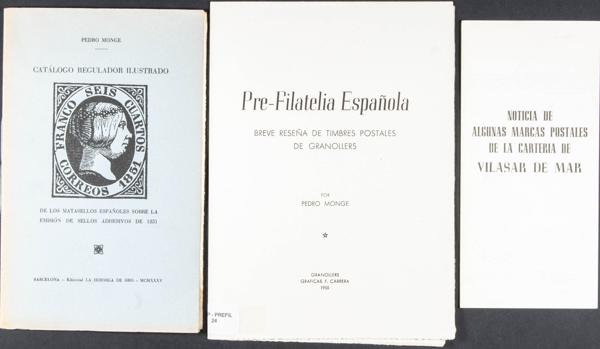 PEDRO MONGE
CATÁLOGO REGULADOR ILUSTRADO
FRANCO SEIS CUARTOS
CORREOS 1851
DE LOS MATASELLOS ESPAÑOLES SOBRE LA
EMISIÓN DE SELLOS ADHESIVOS DE 1851
BARCELONA - Editorial LA HORMIGA DE ORO - MCMXXXV
Pre-Filatelia Española
BREVE RESEÑA DE TIMBRES POSTALES
DE GRANOLLERS
POR
PEDRO MONGE
GRANOLLERS
GRAFICAS F. CABRERA
P - PREFIL
24
NOTICIA DE
ALGUNAS MARCAS POSTALES
DE LA CARTERIA DE
VILASAR DE MAR